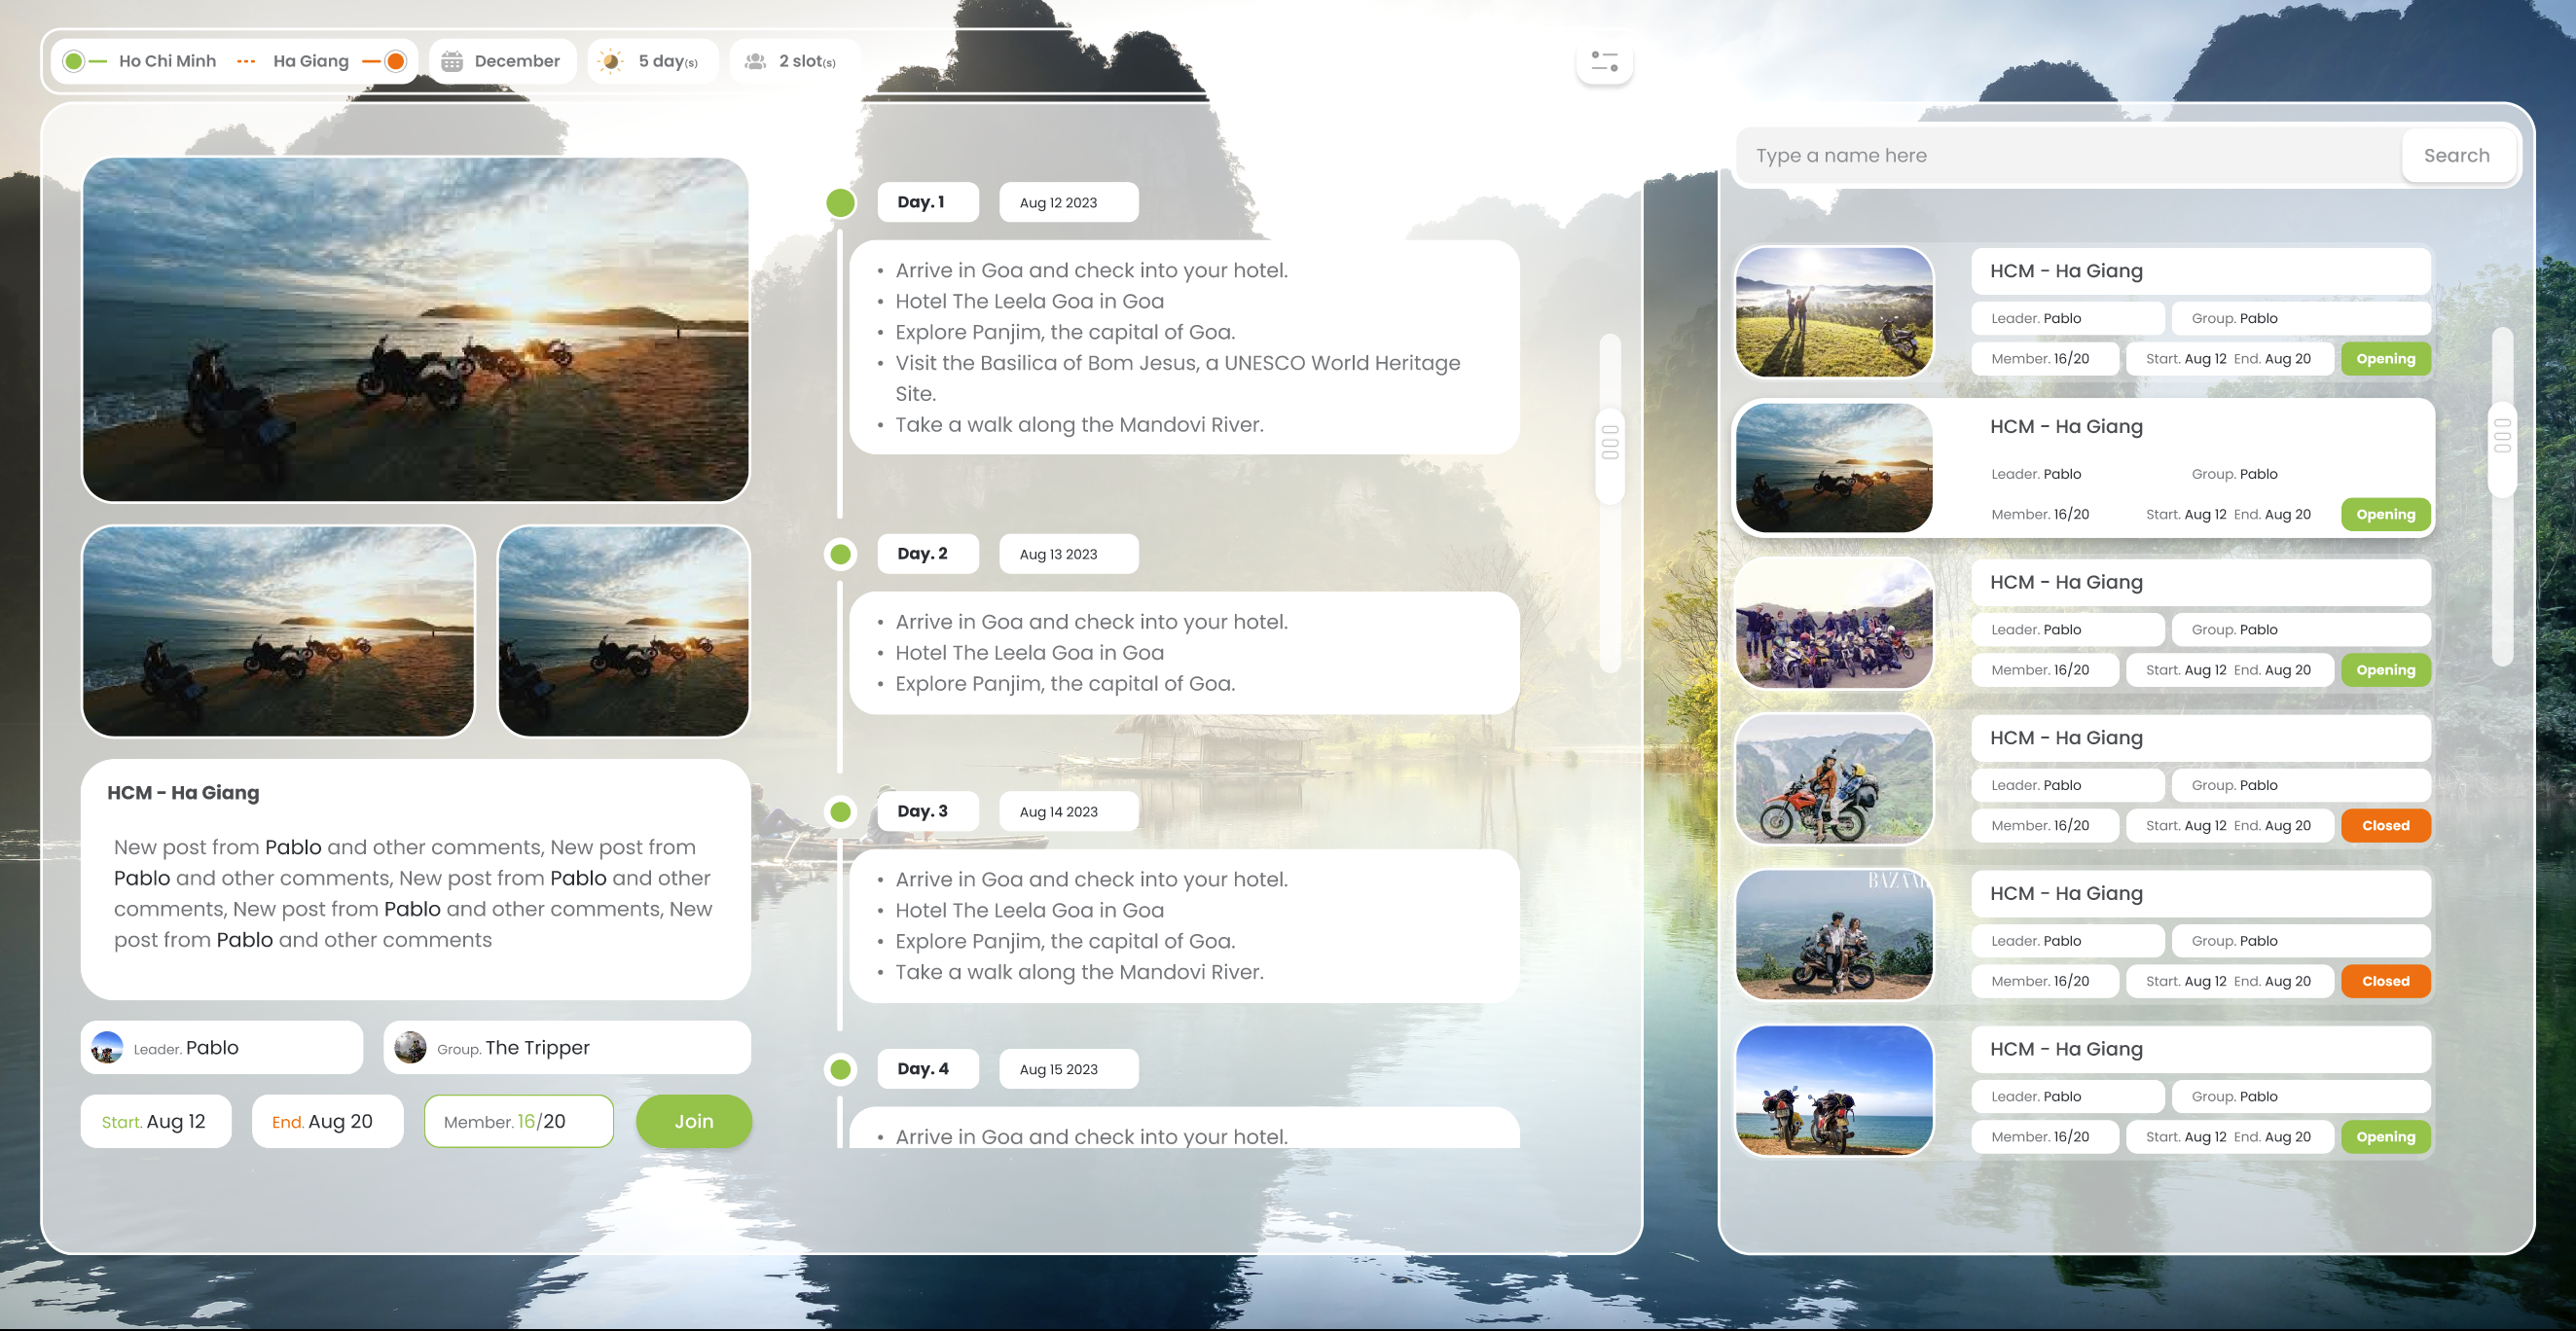 Ho Chi Minh
Ha Giang
December
5 day(s)
2 slot(s)
HCM - Ha Giang
New post from Pablo and other comments, New post from
Pablo and other comments, New post from Pablo and other
comments, New post from Pablo and other comments, New
post from Pablo and other comments
Leader. Pablo
Group. The Tripper
Start. Aug 12
End. Aug 20
Member. 16/20
Join
Day. 1
Aug 12 2023
• Arrive in Goa and check into your hotel.
• Hotel The Leela Goa in Goa
• Explore Panjim, the capital of Goa.
• Visit the Basilica of Bom Jesus, a UNESCO World Heritage
Site.
• Take a walk along the Mandovi River.
Day. 2
Aug 13 2023
• Arrive in Goa and check into your hotel.
• Hotel The Leela Goa in Goa
• Explore Panjim, the capital of Goa.
Day. 3
Aug 14 2023
• Arrive in Goa and check into your hotel.
• Hotel The Leela Goa in Goa
• Explore Panjim, the capital of Goa.
• Take a walk along the Mandovi River.
Day. 4
Aug 15 2023
• Arrive in Goa and check into your hotel.
Type a name here
Search
HCM - Ha Giang
Leader. Pablo
Group. Pablo
Member. 16/20
Start. Aug 12 End. Aug 20
Opening
HCM - Ha Giang
Leader. Pablo
Group. Pablo
Member. 16/20
Start. Aug 12 End. Aug 20
Opening
HCM - Ha Giang
Leader. Pablo
Group. Pablo
Member. 16/20
Start. Aug 12 End. Aug 20
Opening
HCM - Ha Giang
Leader. Pablo
Group. Pablo
Member. 16/20
Start. Aug 12 End. Aug 20
Closed
HCM - Ha Giang
Leader. Pablo
Group. Pablo
Member. 16/20
Start. Aug 12 End. Aug 20
Closed
HCM - Ha Giang
Leader. Pablo
Group. Pablo
Member. 16/20
Start. Aug 12 End. Aug 20
Opening